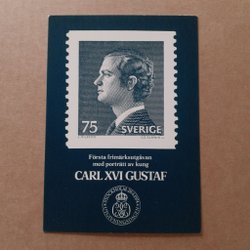 75
SVERIGE
Första frimärksutgåvan
med porträtt av kung
CARL XVI GUSTAF